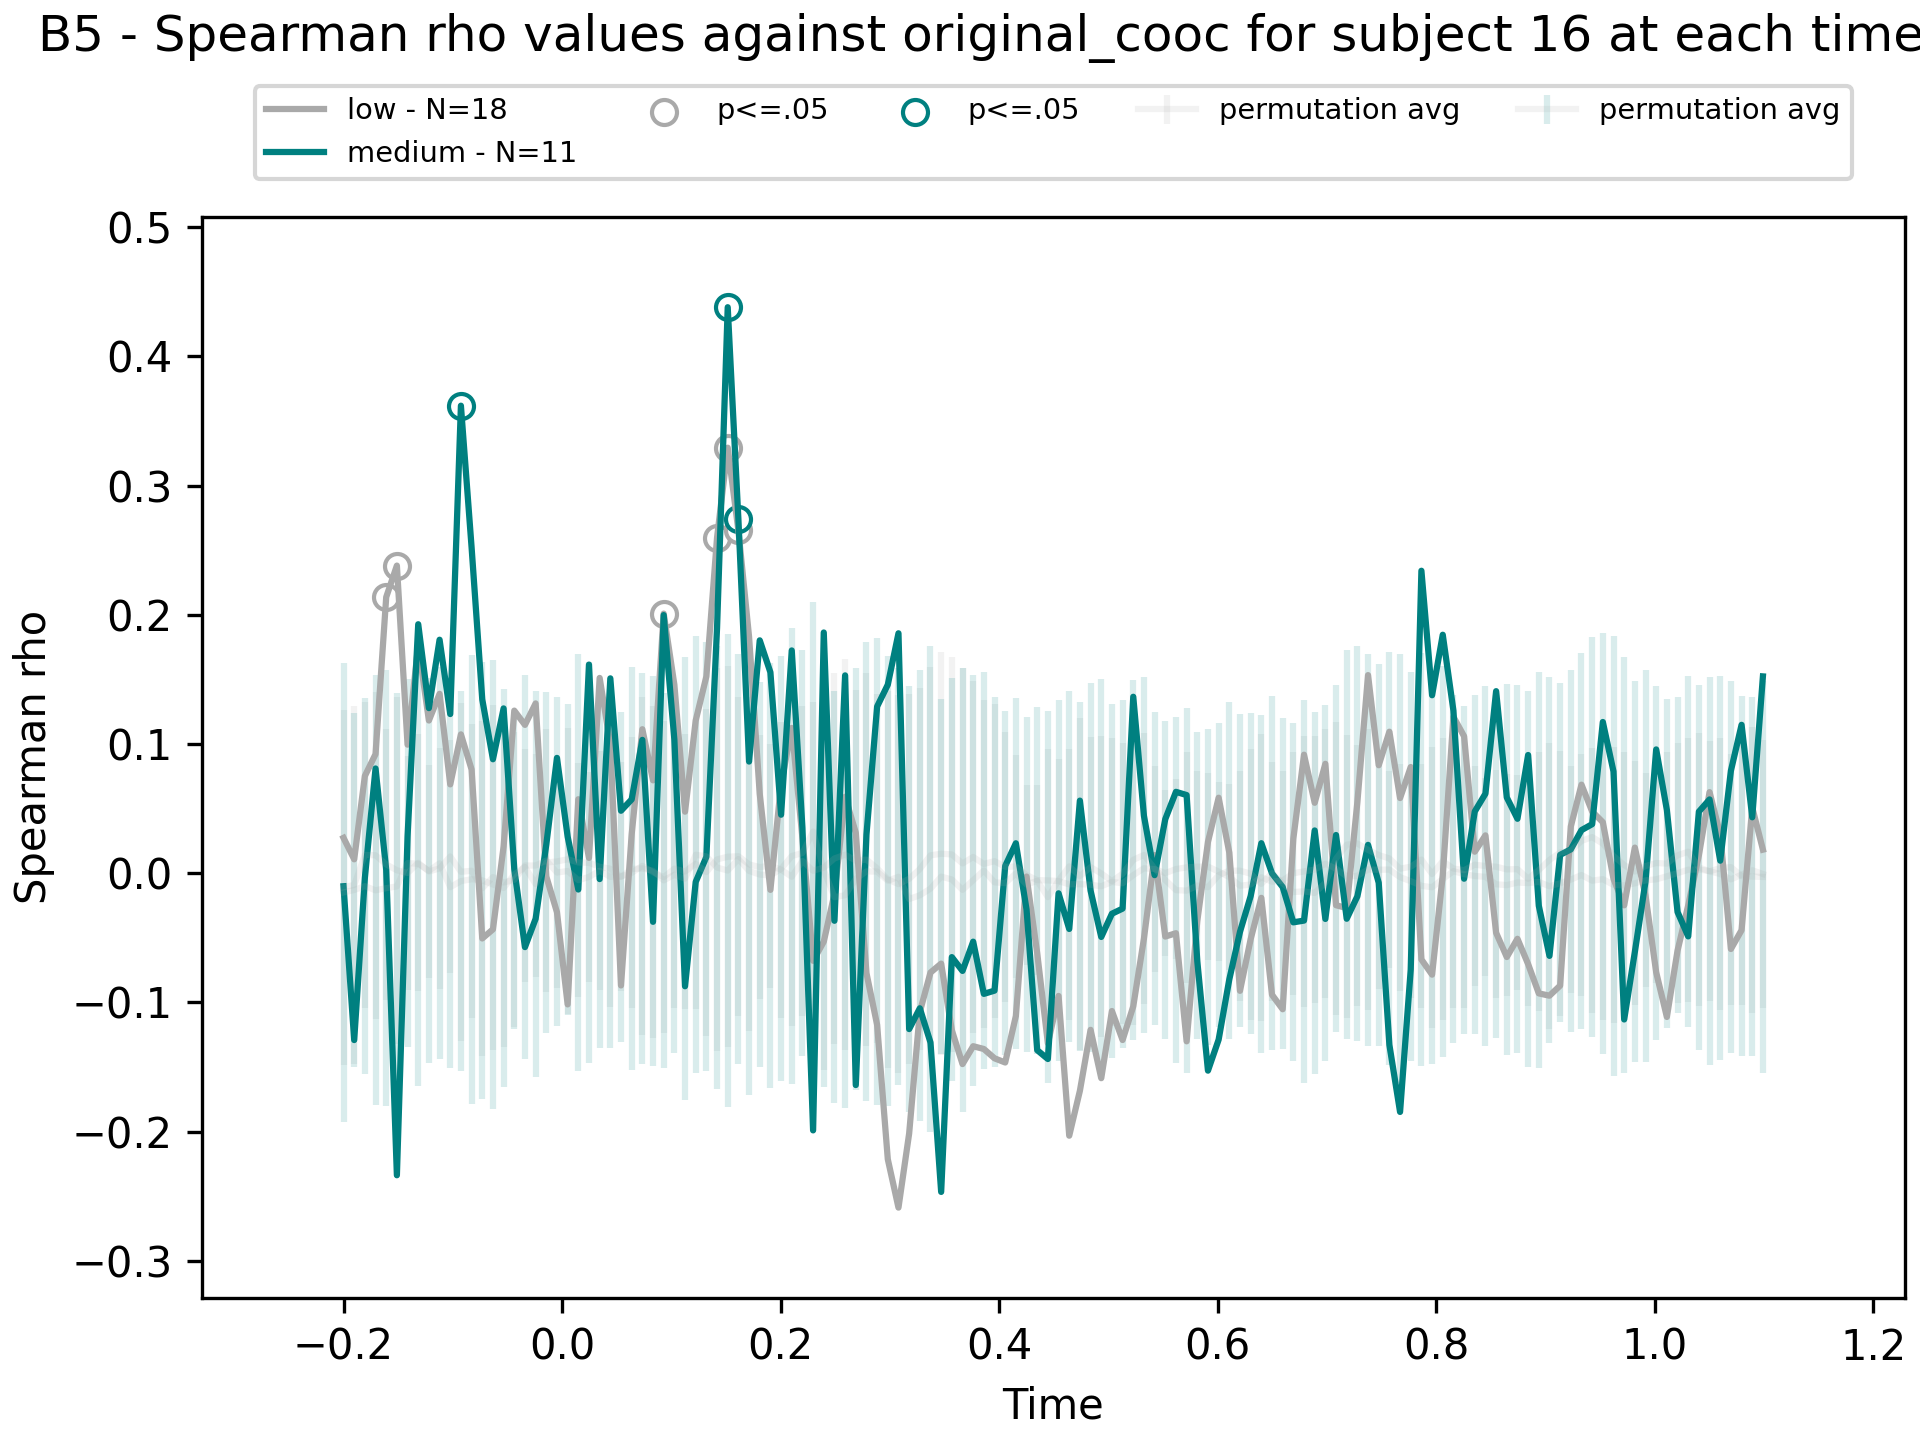 B5 - Spearman rho values against original_cooc for subject 16 at each time
low - N=18
medium - N=11
p<=.05
p<=.05
permutation avg
permutation avg
0.5
0.4
0.3
0.2
0.1
0.0
−0.1
−0.2
−0.3
Spearman rho
−0.2 0.0 0.2 0.4 0.6 0.8 1.0 1.2
Time